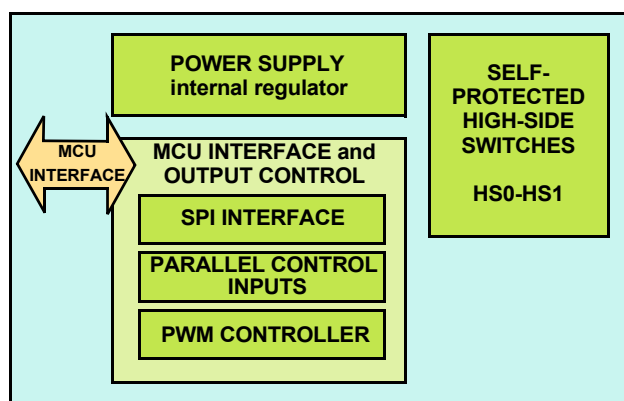 POWER SUPPLY
internal regulator
SELF-
PROTECTED
HIGH-SIDE
SWITCHES
HS0-HS1
MCU
INTERFACE
MCU INTERFACE and
OUTPUT CONTROL
SPI INTERFACE
PARALLEL CONTROL
INPUTS
PWM CONTROLLER